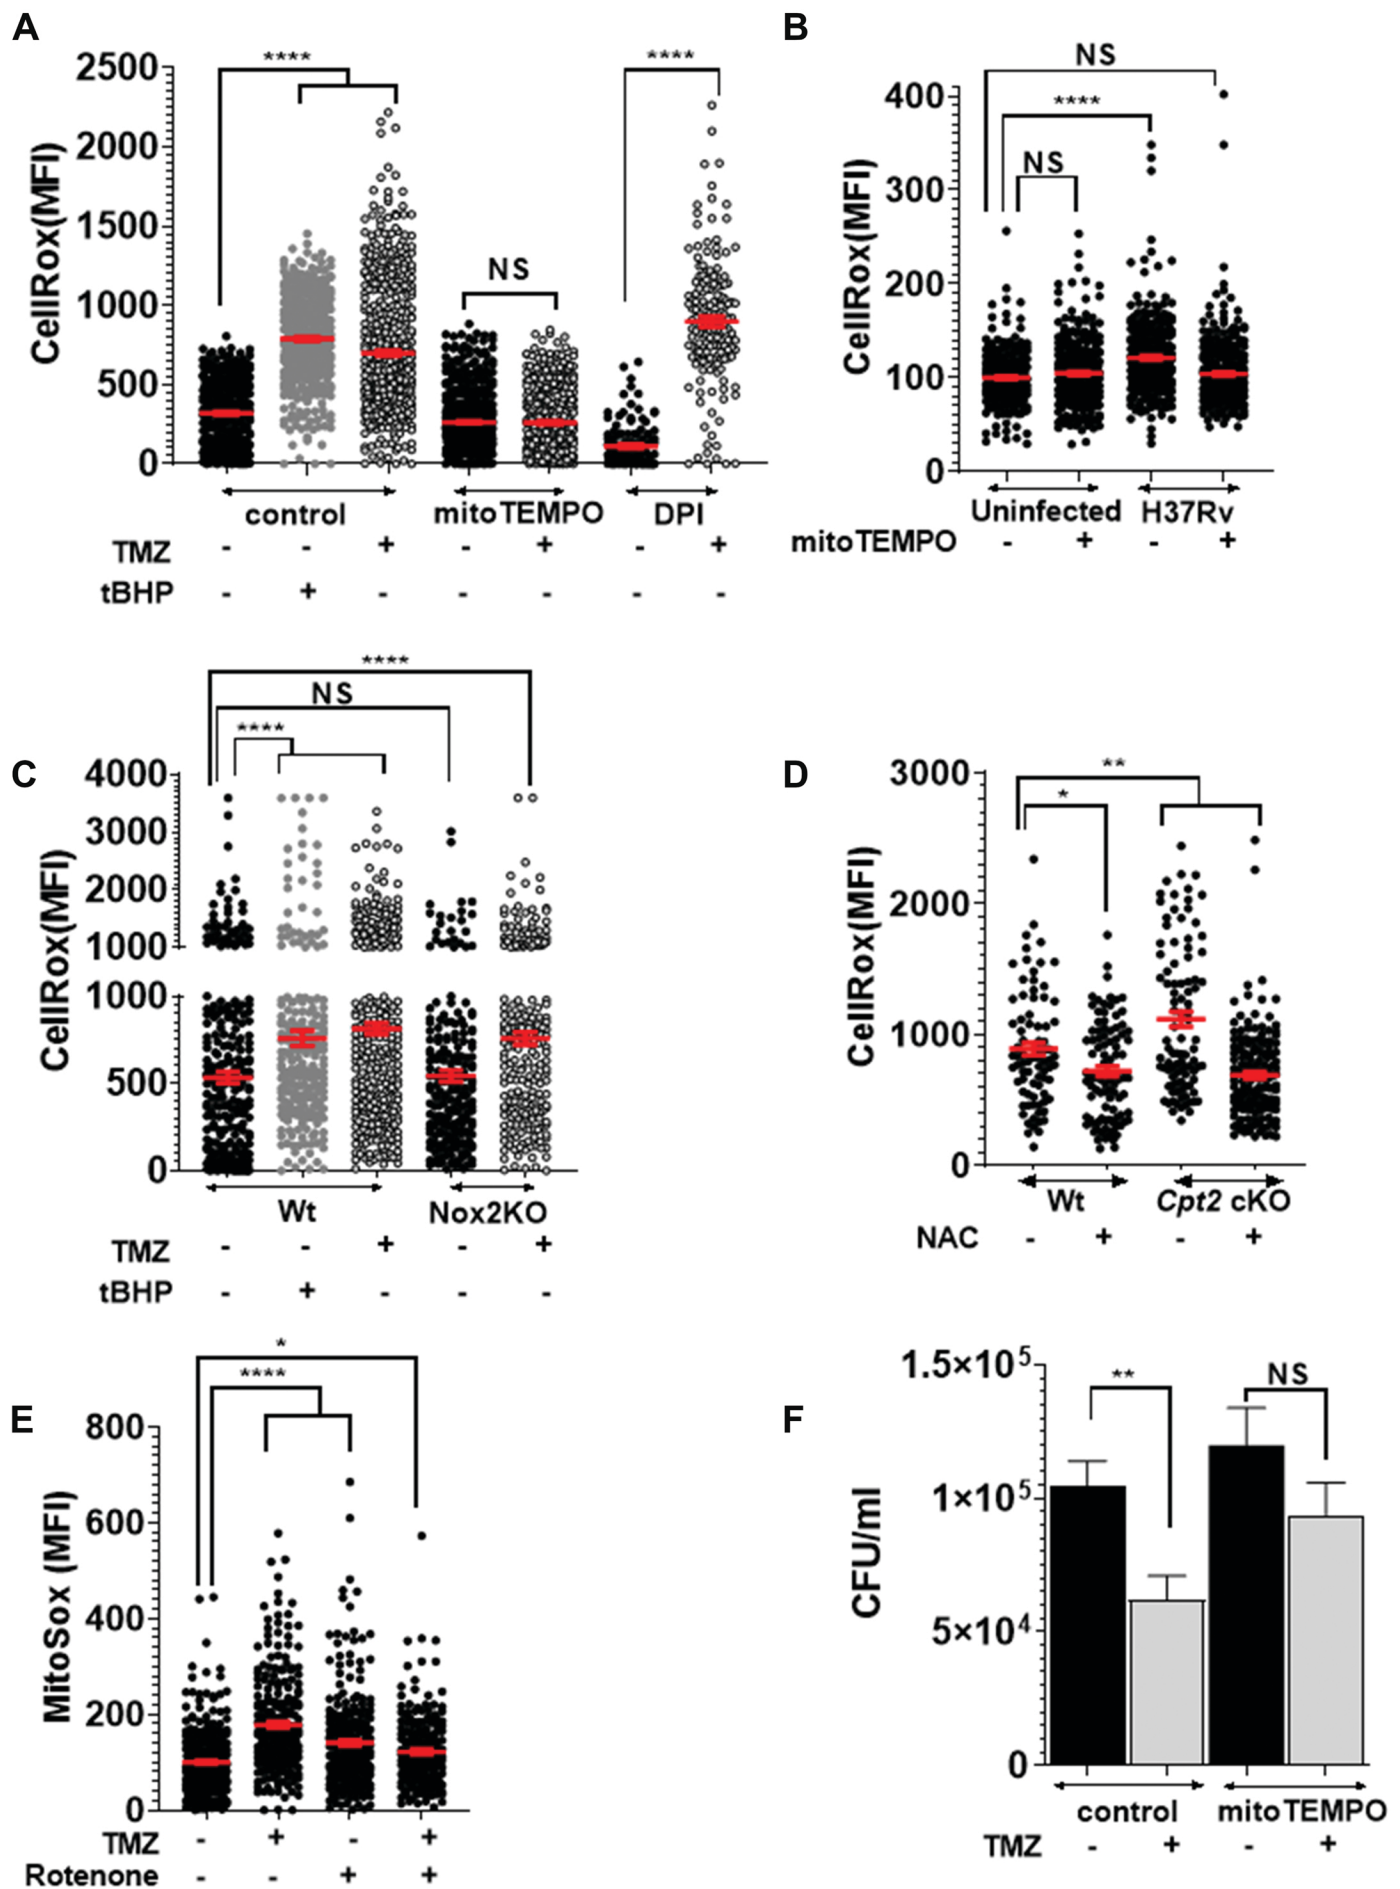 A
****
****
2500
2000
1500
1000
500
0
CellRox(MFI)
NS
control
mitoTEMPO
DPI
TMZ - - + - + - +
tBHP - + - - - - -
B
NS
****
NS
400
300
200
100
0
CellRox(MFI)
Uninfected
H37Rv
mitoTEMPO - + - +
C
****
NS
****
4000
3000
2000
1000
1000
500
0
CellRox(MFI)
Wt
Nox2KO
TMZ - - + - +
tBHP - + - - -
D
**
*
3000
2000
1000
0
CellRox(MFI)
Wt
Cpt2 cKO
NAC - + - +
E
*
****
800
600
400
200
0
MitoSox (MFI)
TMZ - + - +
Rotenone - - + +
F
**
NS
1.5×10⁵
1×10⁵
5×10⁴
0
CFU/ml
control
mitoTEMPO
TMZ - + - +